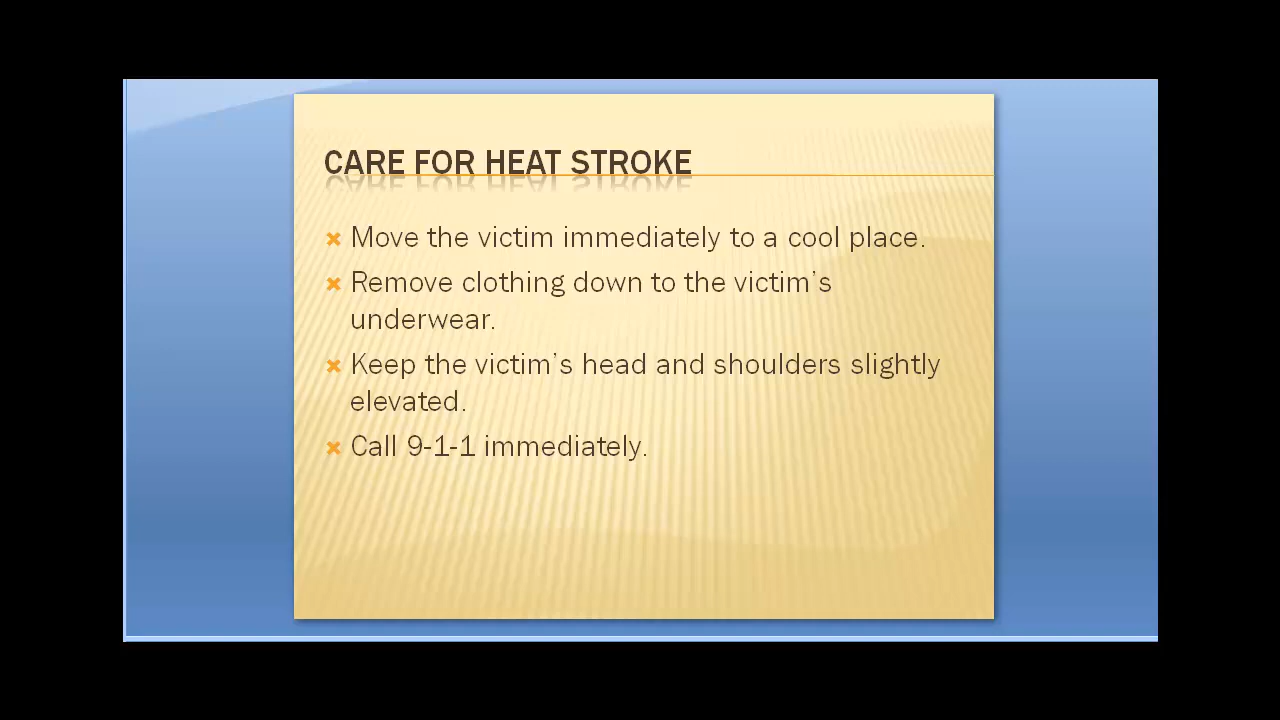 CARE FOR HEAT STROKE
Move the victim immediately to a cool place.
Remove clothing down to the victim's
underwear.
Keep the victim's head and shoulders slightly
elevated.
Call 9-1-1 immediately.